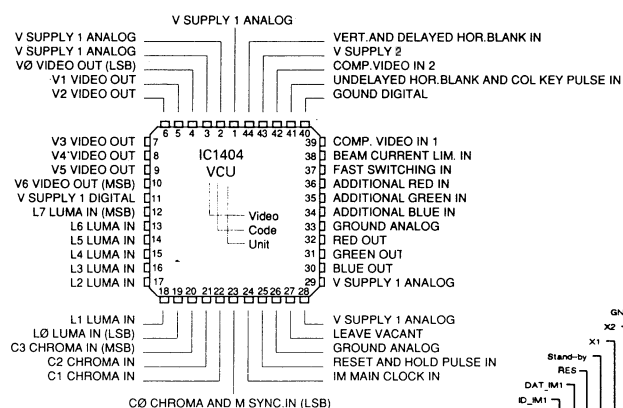 V SUPPLY 1 ANALOG
V SUPPLY 1 ANALOG
V SUPPLY 1 ANALOG
VØ VIDEO OUT (LSB)
V1 VIDEO OUT
V2 VIDEO OUT
VERT.AND DELAYED HOR.BLANK IN
V SUPPLY 2
COMP.VIDEO IN 2
UNDELAYED HOR.BLANK AND COL KEY PULSE IN
GOUND DIGITAL
6 5 4 3 2 1 44 43 42 41 40
V3 VIDEO OUT 7
V4 VIDEO OUT 8
V5 VIDEO OUT 9
V6 VIDEO OUT (MSB) 10
V SUPPLY 1 DIGITAL 11
L7 LUMA IN (MSB) 12
L6 LUMA IN 13
L5 LUMA IN 14
L4 LUMA IN 15
L3 LUMA IN 16
L2 LUMA IN 17
IC1404
VCU
Video
Code
Unit
39 COMP. VIDEO IN 1
38 BEAM CURRENT LIM. IN
37 FAST SWITCHING IN
36 ADDITIONAL RED IN
35 ADDITIONAL GREEN IN
34 ADDITIONAL BLUE IN
33 GROUND ANALOG
32 RED OUT
31 GREEN OUT
30 BLUE OUT
29 V SUPPLY 1 ANALOG
18 19 20 21 22 23 24 25 26 27 28
L1 LUMA IN
LØ LUMA IN (LSB)
C3 CHROMA IN (MSB)
C2 CHROMA IN
C1 CHROMA IN
CØ CHROMA AND M SYNC.IN (LSB)
V SUPPLY 1 ANALOG
LEAVE VACANT
GROUND ANALOG
RESET AND HOLD PULSE IN
IM MAIN CLOCK IN
GN
X2
X1
Stand-by
RES
DAT_IM1
ID_IM1